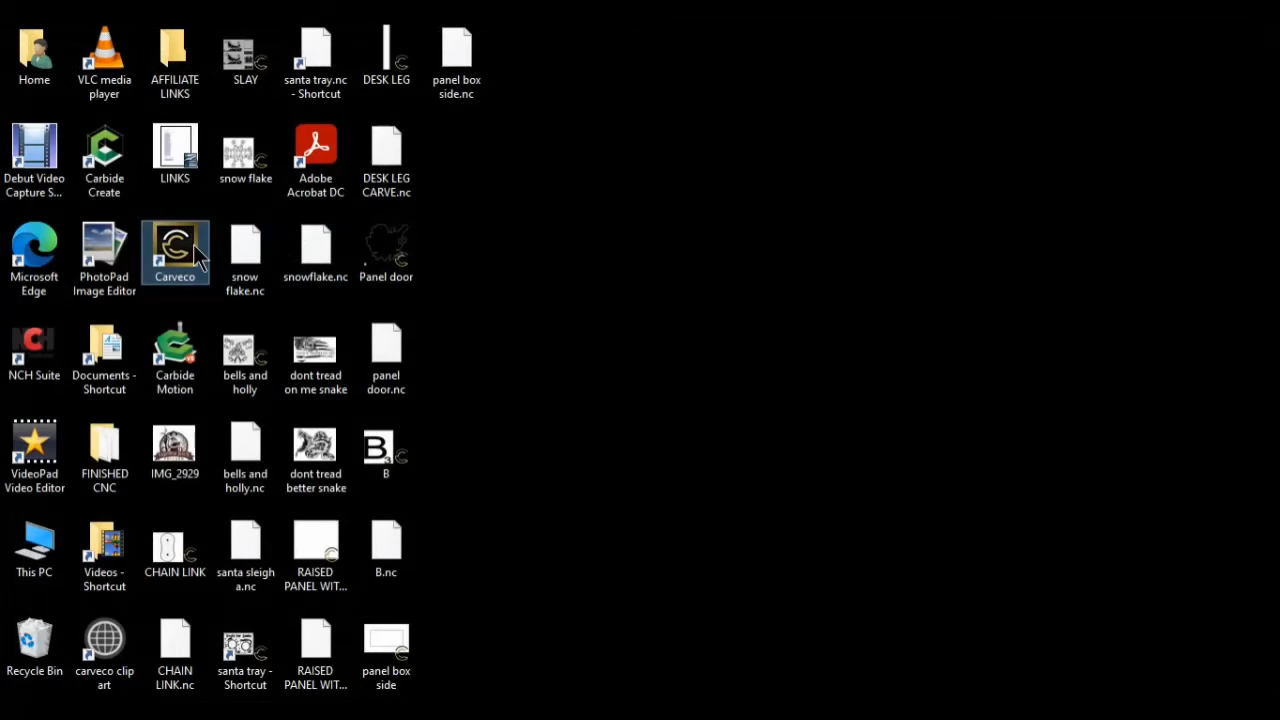 Home
VLC media
player
AFFILIATE
LINKS
SLAY
santa tray.nc
- Shortcut
DESK LEG
panel box
side.nc
Debut Video
Capture S...
Carbide
Create
LINKS
snow flake
Adobe
Acrobat DC
DESK LEG
CARVE.nc
Microsoft
Edge
PhotoPad
Image Editor
Carveco
snow
flake.nc
snowflake.nc
Panel door
NCH
NCH Suite
Documents -
Shortcut
Carbide
Motion
bells and
holly
dont tread
on me snake
panel
door.nc
VideoPad
Video Editor
FINISHED
CNC
IMG_2929
bells and
holly.nc
dont tread
better snake
B
B
This PC
Videos -
Shortcut
CHAIN LINK
santa sleigh
a.nc
RAISED
PANEL WIT...
B.nc
Recycle Bin
carveco clip
art
CHAIN
LINK.nc
santa tray -
Shortcut
RAISED
PANEL WIT...
panel box
side